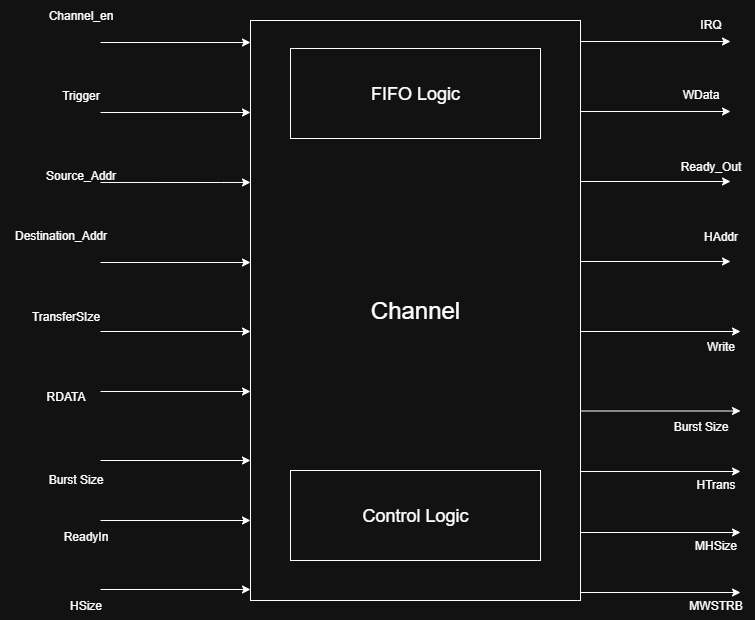 Channel_en
IRQ
FIFO Logic
Trigger
WData
Source_Addr
Ready_Out
Destination_Addr
HAddr
Channel
TransferSIze
Write
RDATA
Burst Size
Burst Size
HTrans
Control Logic
ReadyIn
MHSize
HSize
MWSTRB